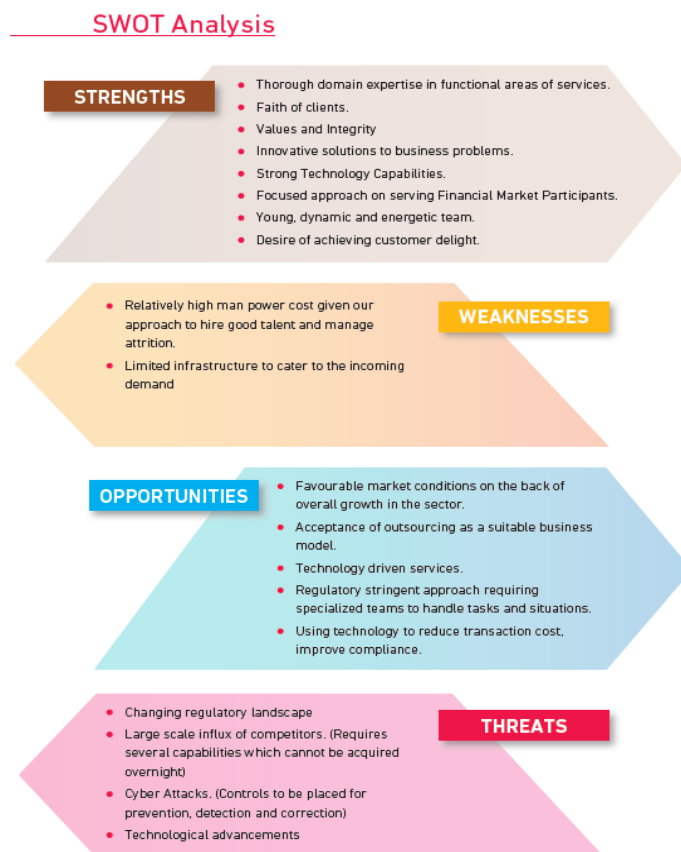 SWOT Analysis
STRENGTHS
• Thorough domain expertise in functional areas of services.
• Faith of clients.
• Values and Integrity
• Innovative solutions to business problems.
• Strong Technology Capabilities.
• Focused approach on serving Financial Market Participants.
• Young, dynamic and energetic team.
• Desire of achieving customer delight.
WEAKNESSES
• Relatively high man power cost given our
approach to hire good talent and manage
attrition.
• Limited infrastructure to cater to the incoming
demand
OPPORTUNITIES
• Favourable market conditions on the back of
overall growth in the sector.
• Acceptance of outsourcing as a suitable business
model.
• Technology driven services.
• Regulatory stringent approach requiring
specialized teams to handle tasks and situations.
• Using technology to reduce transaction cost,
improve compliance.
THREATS
• Changing regulatory landscape
• Large scale influx of competitors. (Requires
several capabilities which cannot be acquired
overnight)
• Cyber Attacks. (Controls to be placed for
prevention, detection and correction)
• Technological advancements